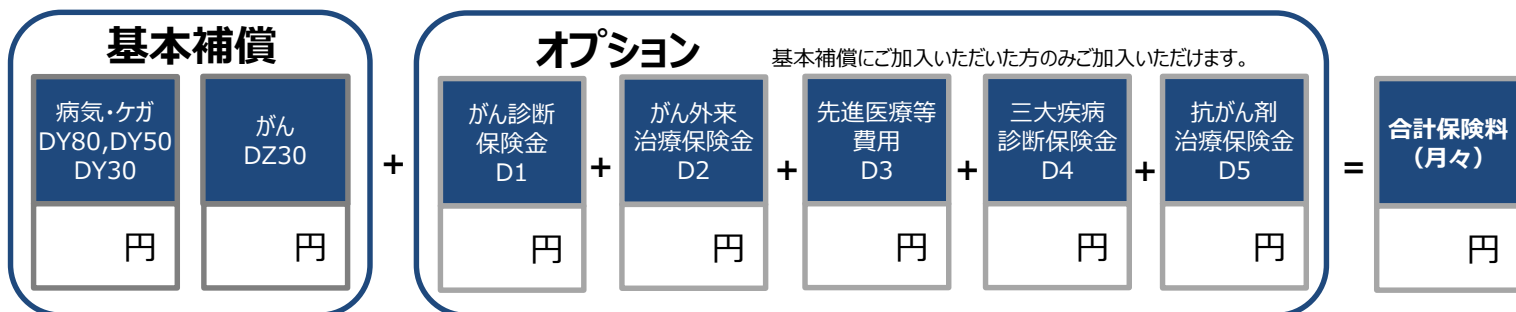 基本補償
病気・ケガ
DY80,DY50
DY30
円
がん
DZ30
円
+
オプション
基本補償にご加入いただいた方のみご加入いただけます。
がん診断
保険金
D1
円
+
がん外来
治療保険金
D2
円
+
先進医療等
費用
D3
円
+
三大疾病
診断保険金
D4
円
+
抗がん剤
治療保険金
D5
円
=
合計保険料
（月々）
円